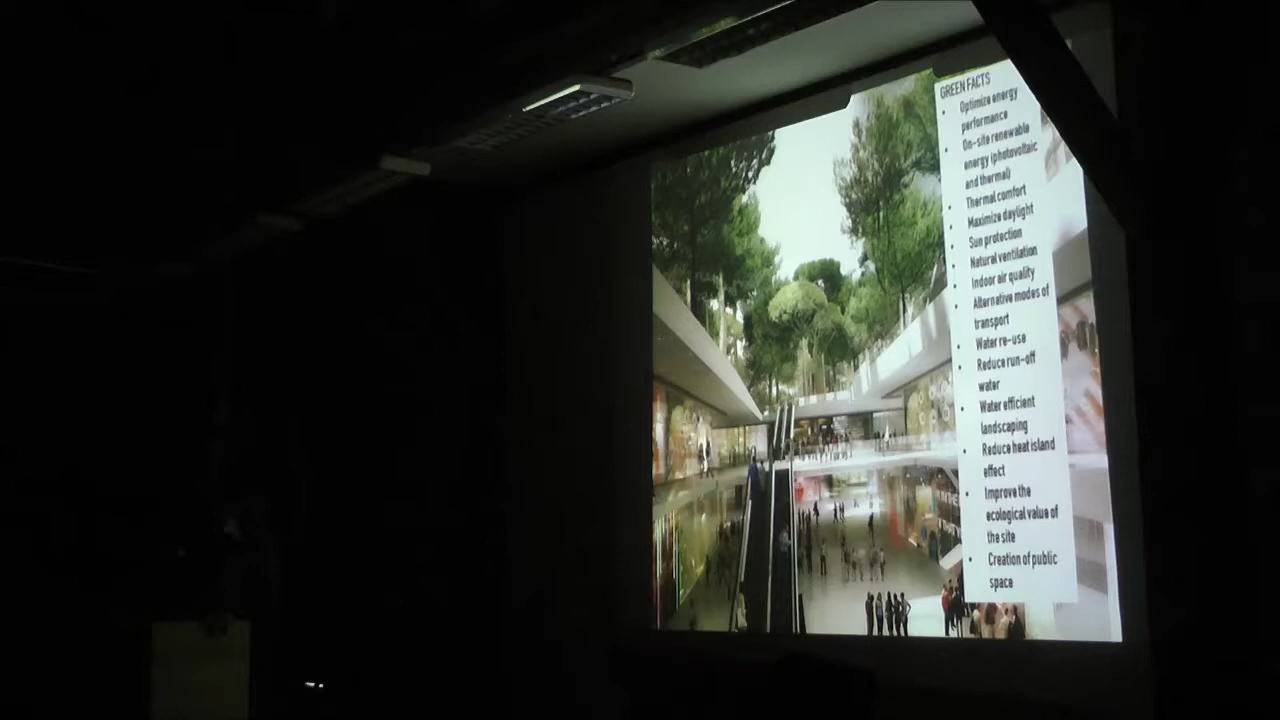 GREEN FACTS
• Optimize energy
performance
• On-site renewable
energy (photovoltaic
and thermal)
• Thermal comfort
• Maximize daylight
• Sun protection
• Natural ventilation
• Indoor air quality
• Alternative modes of
transport
• Water re-use
• Reduce run-off
water
• Water efficient
landscaping
• Reduce heat island
effect
• Improve the
ecological value of
the site
• Creation of public
space